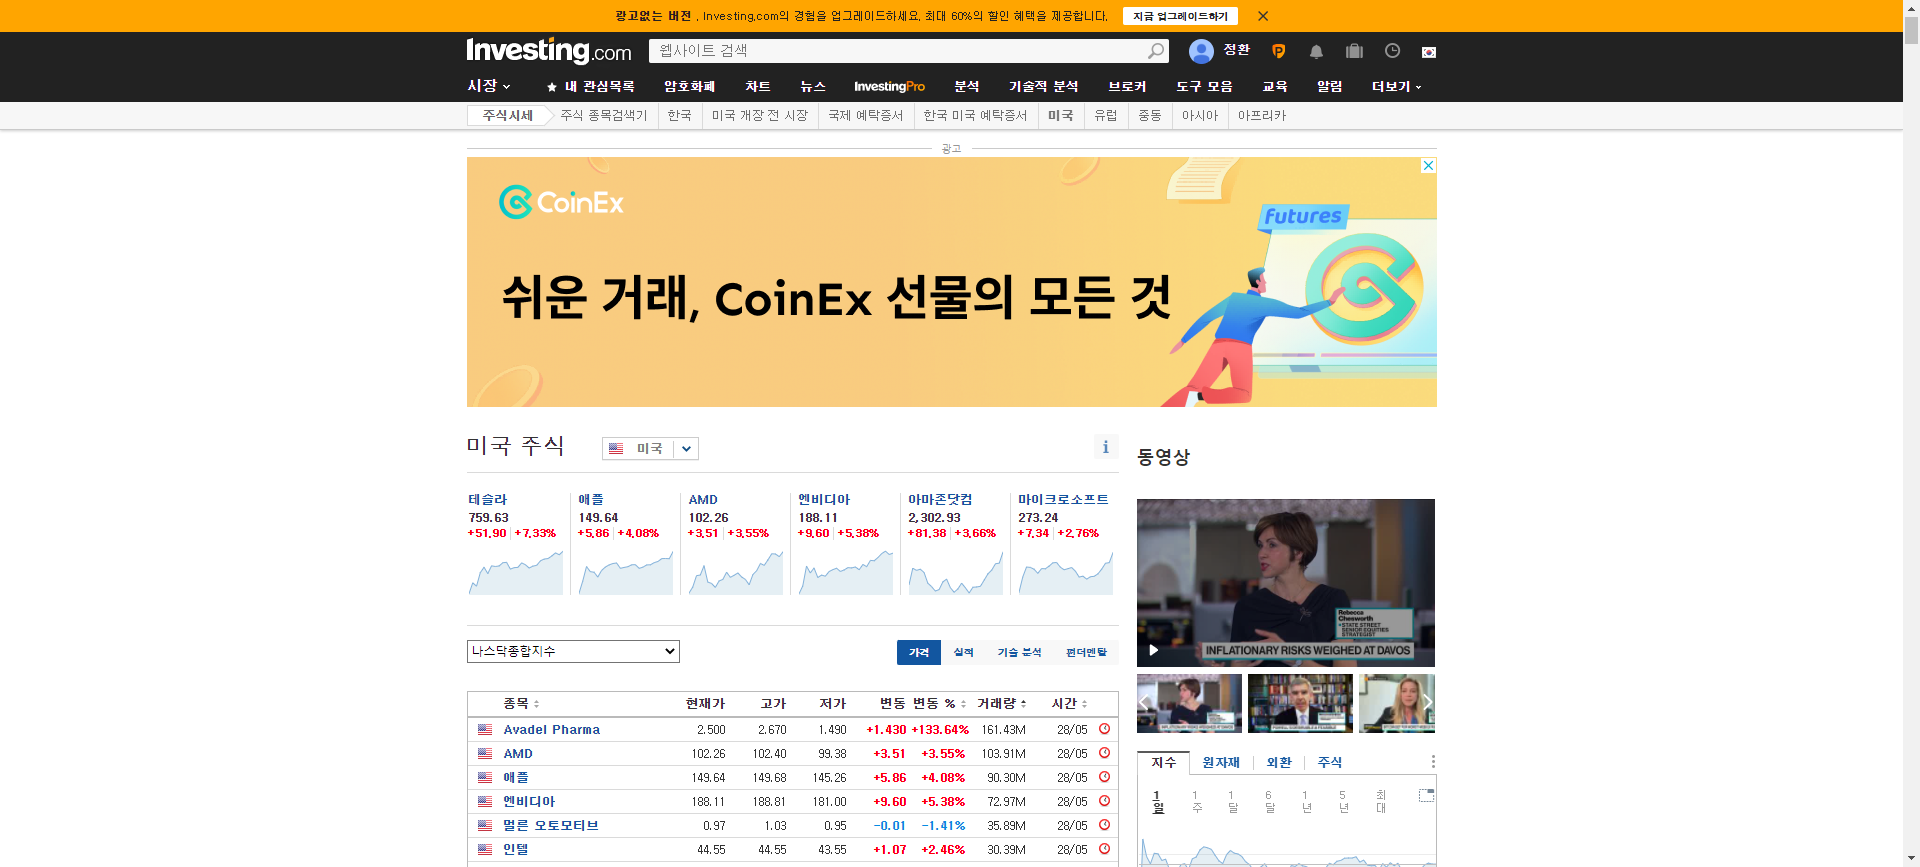 광고없는 버전 . Investing.com의 경험을 업그레이드하세요. 최대 60%의 할인 혜택을 제공합니다. 지금 업그레이드하기
Investing.com 웹사이트 검색 정환
시장 내 관심목록 암호화폐 차트 뉴스 InvestingPro 분석 기술적 분석 브로커 도구 모음 교육 알림 더보기
주식시세 주식 종목검색기 한국 미국 개장 전 시장 국제 예탁증서 한국 미국 예탁증서 미국 유럽 중동 아시아 아프리카
광고
CoinEx
futures
쉬운 거래, CoinEx 선물의 모든 것
미국 주식 미국 i
동영상
테슬라 애플 AMD 엔비디아 아마존닷컴 마이크로소프트
759.63 149.64 102.26 188.11 2,302.93 273.24
+51.90 +7.33% +5.86 +4.08% +3.51 +3.55% +9.60 +5.38% +81.38 +3.66% +7.34 +2.76%
Rebecca
Chesworth
STATE STREET
SENIOR EQUITIES
STRATEGIST
INFLATIONARY RISKS WEIGHED AT DAVOS
나스닥종합지수 가격 실적 기술 분석 펀더멘탈
종목 현재가 고가 저가 변동 변동 % 거래량 시간
Avadel Pharma 2.500 2.670 1.490 +1.430 +133.64% 161.43M 28/05
AMD 102.26 102.40 99.38 +3.51 +3.55% 103.91M 28/05
애플 149.64 149.68 145.26 +5.86 +4.08% 90.30M 28/05
엔비디아 188.11 188.81 181.00 +9.60 +5.38% 72.97M 28/05
멀른 오토모티브 0.97 1.03 0.95 -0.01 -1.41% 35.89M 28/05
인텔 44.55 44.55 43.55 +1.07 +2.46% 30.39M 28/05
지수 원자재 외환 주식
1일 1주 1달 6달 1년 5년 최대